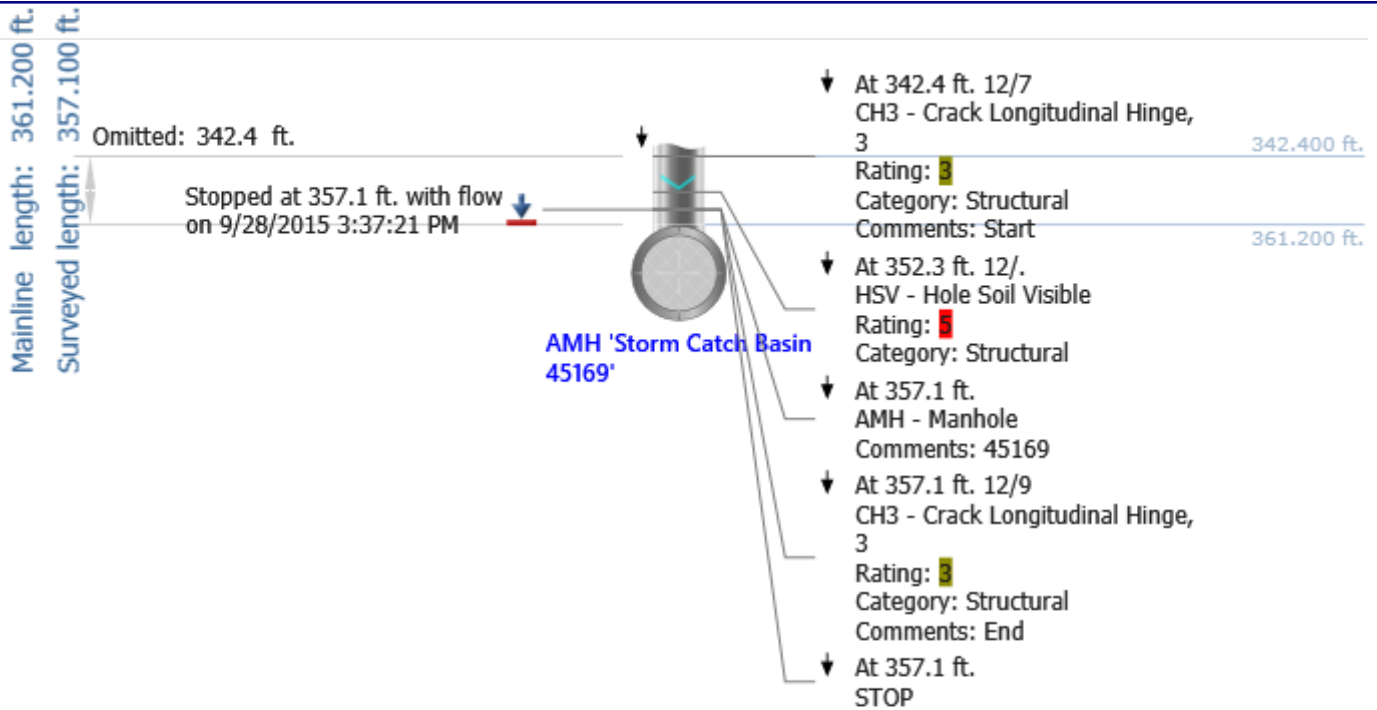 Mainline length: 361.200 ft.
Surveyed length: 357.100 ft.
Omitted: 342.4 ft.
Stopped at 357.1 ft. with flow
on 9/28/2015 3:37:21 PM
AMH 'Storm Catch Basin
45169'
At 342.4 ft. 12/7
CH3 - Crack Longitudinal Hinge,
3
Rating: 3
Category: Structural
Comments: Start
342.400 ft.
361.200 ft.
At 352.3 ft. 12/.
HSV - Hole Soil Visible
Rating: 5
Category: Structural
At 357.1 ft.
AMH - Manhole
Comments: 45169
At 357.1 ft. 12/9
CH3 - Crack Longitudinal Hinge,
3
Rating: 3
Category: Structural
Comments: End
At 357.1 ft.
STOP